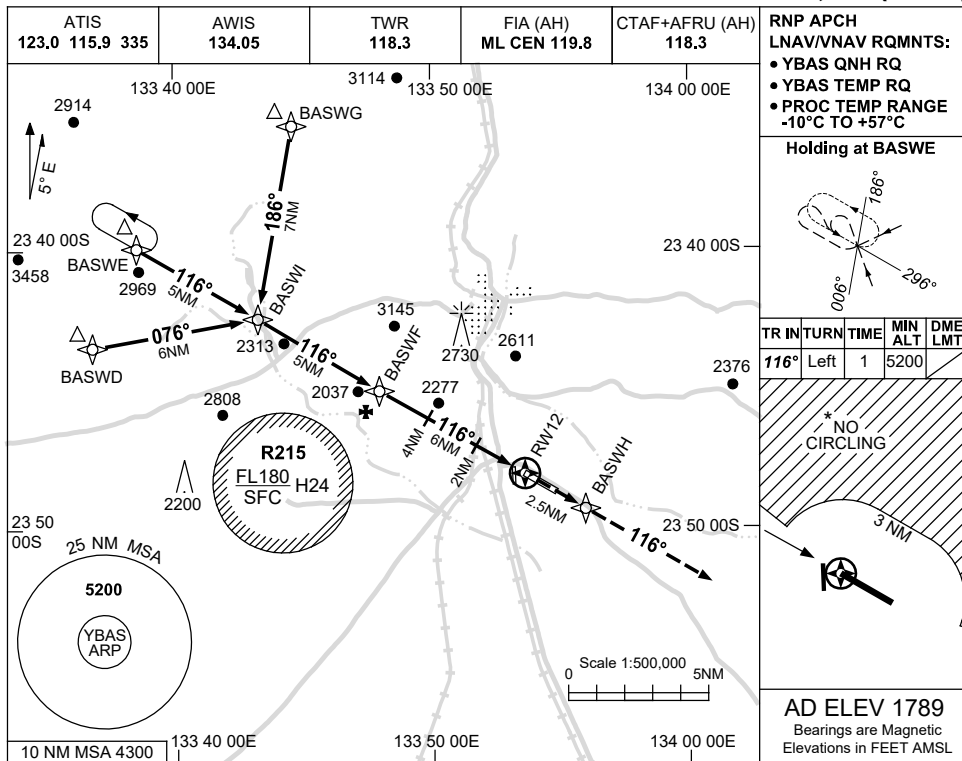 ATIS
123.0 115.9 335
AWIS
134.05
TWR
118.3
FIA (AH)
ML CEN 119.8
CTAF+AFRU (AH)
118.3
RNP APCH
LNAV/VNAV RQMNTS:
• YBAS QNH RQ
• YBAS TEMP RQ
• PROC TEMP RANGE
-10°C TO +57°C
133 40 00E
133 50 00E
134 00 00E
3114
2914
BASWG
5° E
186°
7NM
23 40 00S
23 40 00S
3458
BASWE
2969
116°
5NM
BASWI
076°
6NM
BASWD
2313
116°
5NM
3145
BASWF
2730
2611
2376
2037
2277
2808
4NM
116°
6NM
2NM
RW12
BASWH
2.5NM
116°
R215
FL180
SFC
H24
2200
23 50
00S
23 50 00S
25 NM MSA
5200
YBAS
ARP
Scale 1:500,000
0
5NM
10 NM MSA 4300
133 40 00E
133 50 00E
134 00 00E
Holding at BASWE
186°
296°
006°
TR IN TURN TIME MIN ALT DME LMT
116° Left 1 5200
*NO
CIRCLING
3 NM
AD ELEV 1789
Bearings are Magnetic
Elevations in FEET AMSL